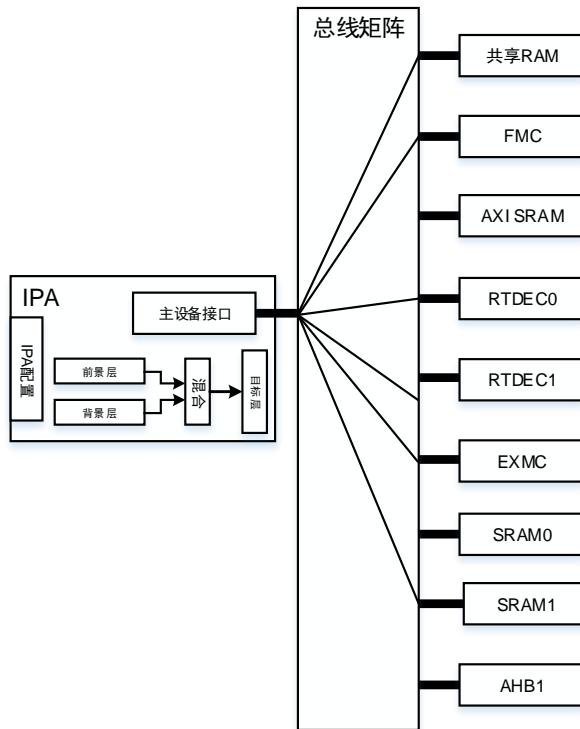 总线矩阵
共享RAM
FMC
AXISRAM
RTDEC0
RTDEC1
EXMC
SRAM0
SRAM1
AHB1
IPA
主设备接口
IPA配置
前景层
背景层
混合
目标层